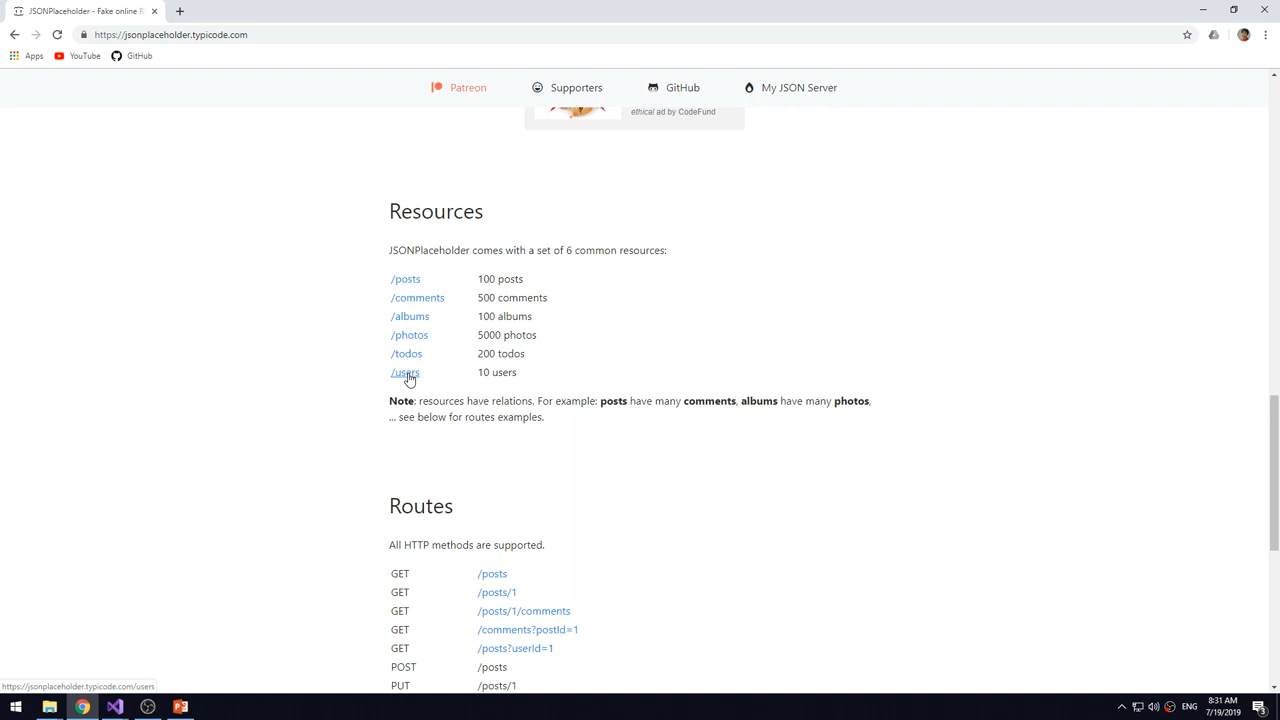 JSONPlaceholder - Fake online R
https://jsonplaceholder.typicode.com
Apps YouTube GitHub
Patreon Supporters GitHub My JSON Server
ethical ad by CodeFund
Resources
JSONPlaceholder comes with a set of 6 common resources:
/posts 100 posts
/comments 500 comments
/albums 100 albums
/photos 5000 photos
/todos 200 todos
/users 10 users
Note: resources have relations. For example: posts have many comments, albums have many photos,
... see below for routes examples.
Routes
All HTTP methods are supported.
GET /posts
GET /posts/1
GET /posts/1/comments
GET /comments?postId=1
GET /posts?userId=1
POST /posts
PUT /posts/1
https://jsonplaceholder.typicode.com/users
ENG
8:31 AM
7/19/2019
3